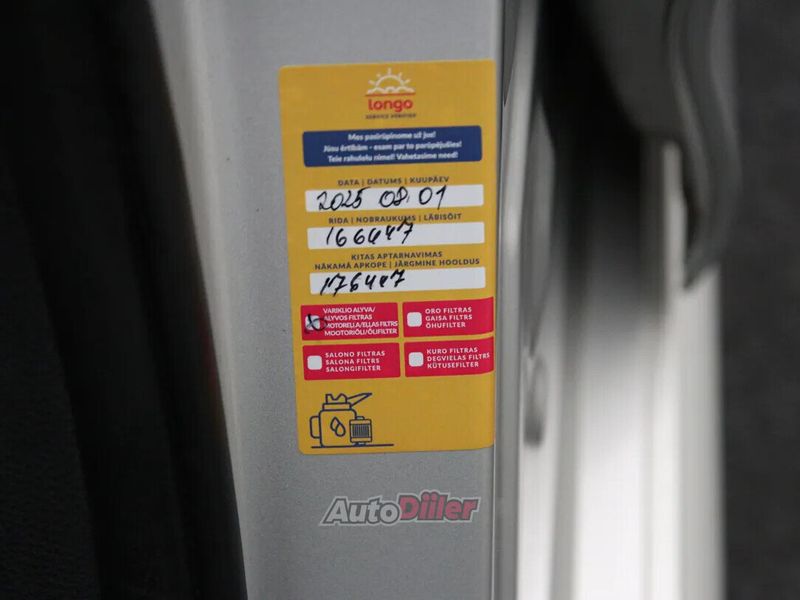 longo
SERVICE VERIFIED
Mes pasirūpinome už jus!
Jūsu ērtībām - esam par to parūpējušies!
Teie rahulolu nimel! Vahetasime need!
DATA | DATUMS | KUUPÄEV
2025 08.01
RIDA | NOBRAUKUMS | LÄBISÕIT
166447
KITAS APTARNAVIMAS
NĀKAMĀ APKOPE | JÄRGMINE HOOLDUS
176447
VARIKLIO ALYVA/
ALYVOS FILTRAS
MOTOREĻĻA/EĻĻAS FILTRS
MOOTORIÕLI/ÕLIFILTER
ORO FILTRAS
GAISA FILTRS
ÕHUFILTER
SALONO FILTRAS
SALONA FILTRS
SALONGIFILTER
KURO FILTRAS
DEGVIELAS FILTRS
KÜTUSEFILTER
AutoDiiler